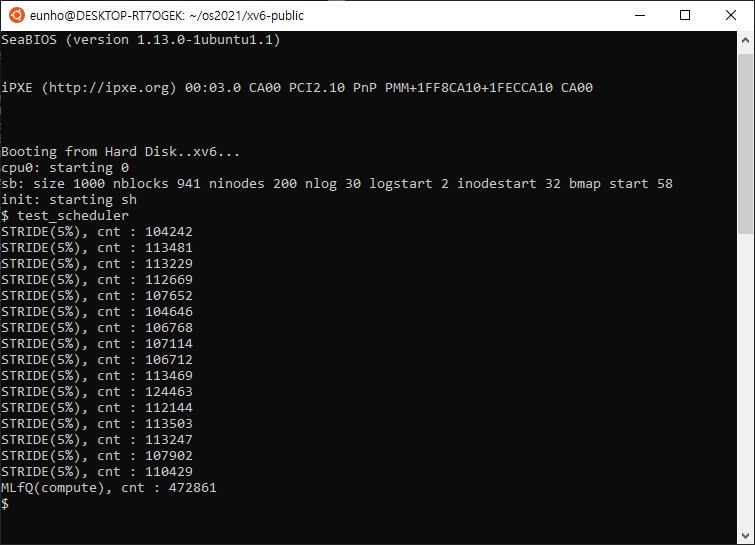 eunho@DESKTOP-RT7OGEK: ~/os2021/xv6-public
SeaBIOS (version 1.13.0-1ubuntu1.1)
iPXE (http://ipxe.org) 00:03.0 CA00 PCI2.10 PnP PMM+1FF8CA10+1FECCA10 CA00
Booting from Hard Disk..xv6...
cpu0: starting 0
sb: size 1000 nblocks 941 ninodes 200 nlog 30 logstart 2 inodestart 32 bmap start 58
init: starting sh
$ test_scheduler
STRIDE(5%), cnt : 104242
STRIDE(5%), cnt : 113481
STRIDE(5%), cnt : 113229
STRIDE(5%), cnt : 112669
STRIDE(5%), cnt : 107652
STRIDE(5%), cnt : 104646
STRIDE(5%), cnt : 106768
STRIDE(5%), cnt : 107114
STRIDE(5%), cnt : 106712
STRIDE(5%), cnt : 113469
STRIDE(5%), cnt : 124463
STRIDE(5%), cnt : 112144
STRIDE(5%), cnt : 113503
STRIDE(5%), cnt : 113247
STRIDE(5%), cnt : 107902
STRIDE(5%), cnt : 110429
MLfQ(compute), cnt : 472861
$